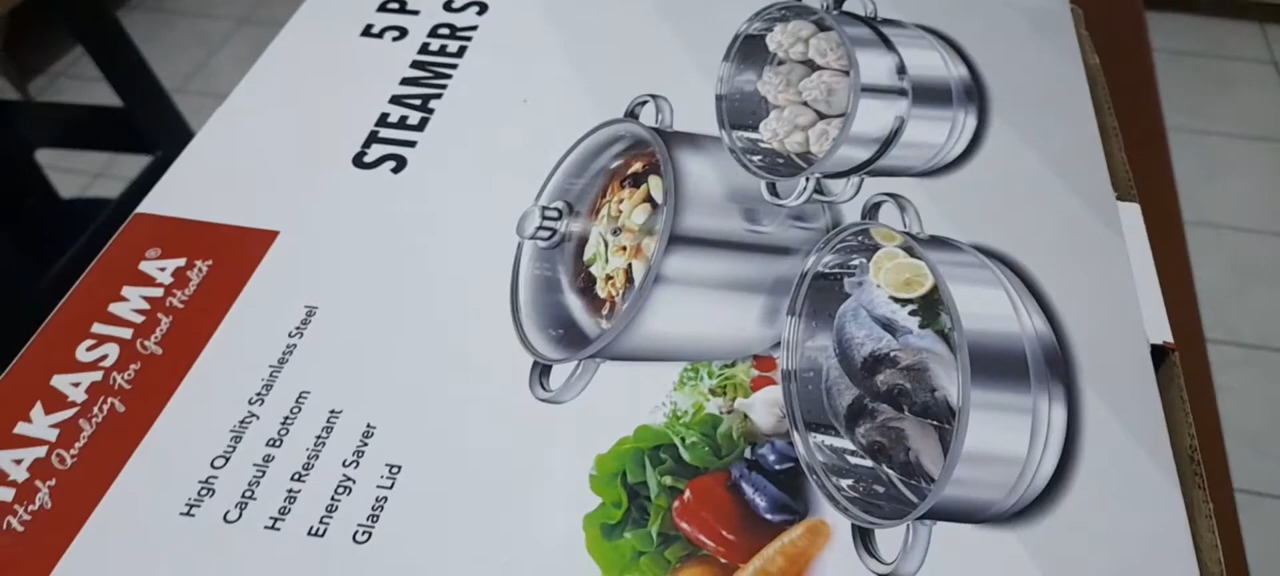 5 P
STEAMER S
AKASIMA®
High Quality For Good Health
High Quality Stainless Steel
Capsule Bottom
Heat Resistant
Energy Saver
Glass Lid